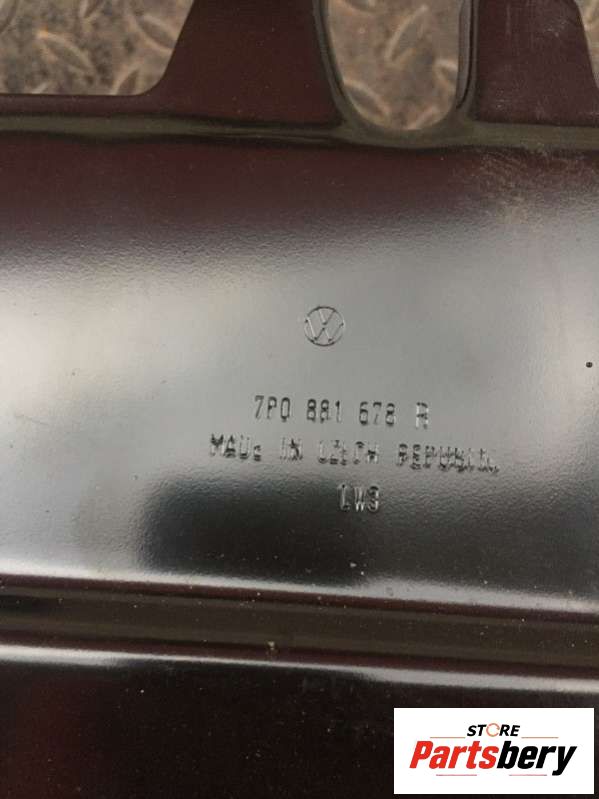 7P0 881 678 R
MADE IN CZECH REPUBLIC
STORE
Partsbery